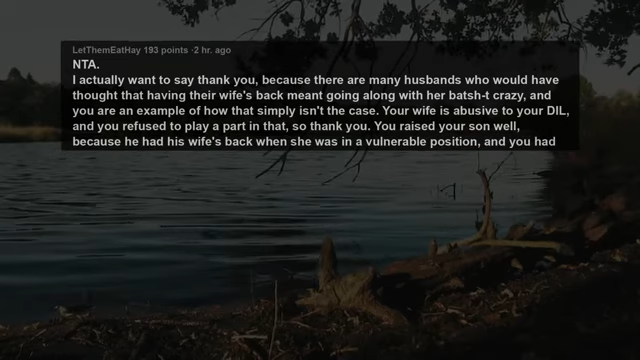 LetThemEatHay 193 points ·2 hr. ago
NTA.
I actually want to say thank you, because there are many husbands who would have
thought that having their wife's back meant going along with her batsh-t crazy, and
you are an example of how that simply isn't the case. Your wife is abusive to your DIL,
and you refused to play a part in that, so thank you. You raised your son well,
because he had his wife's back when she was in a vulnerable position, and you had